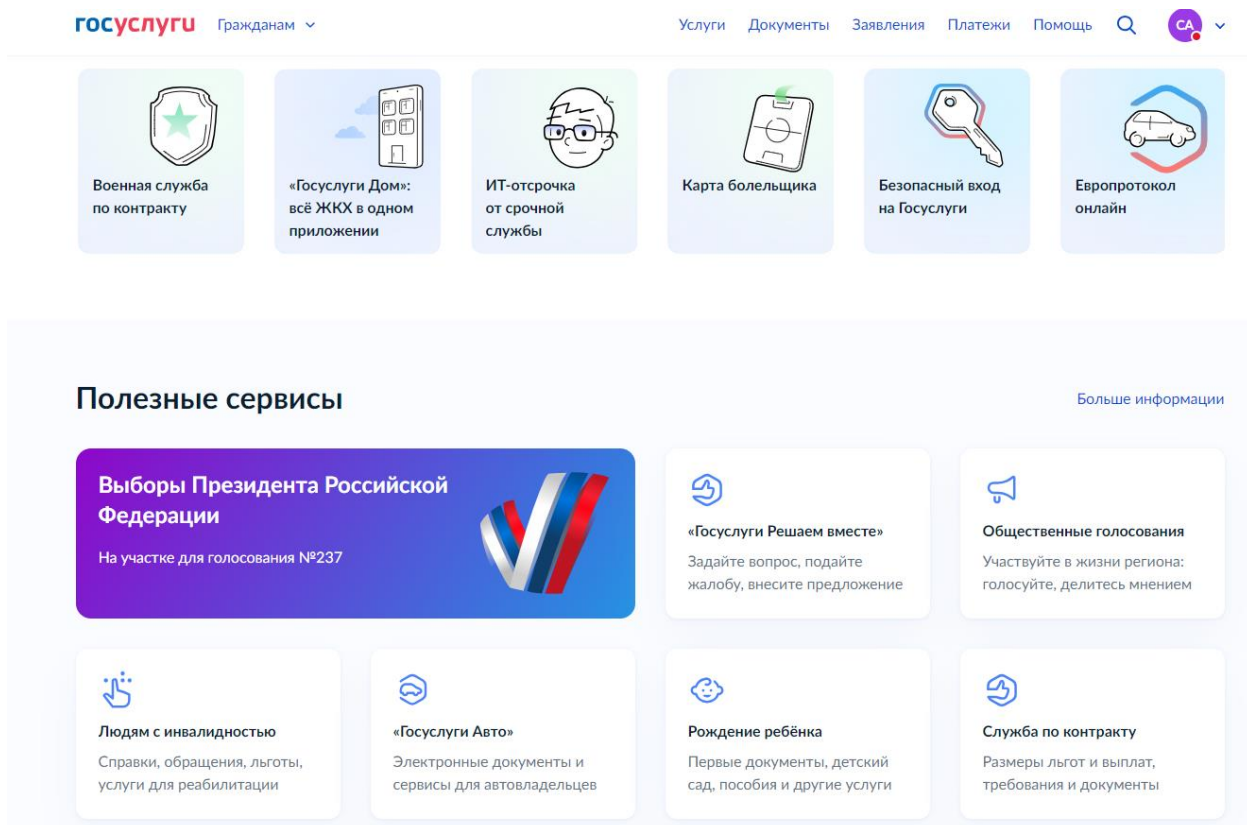 госуслуги Гражданам Услуги Документы Заявления Платежи Помощь СА
Военная служба
по контракту
«Госуслуги Дом»:
всё ЖКХ в одном
приложении
ИТ-отсрочка
от срочной
службы
Карта болельщика
Безопасный вход
на Госуслуги
Европротокол
онлайн
Полезные сервисы
Больше информации
Выборы Президента Российской
Федерации
На участке для голосования №237
«Госуслуги Решаем вместе»
Задайте вопрос, подайте
жалобу, внесите предложение
Общественные голосования
Участвуйте в жизни региона:
голосуйте, делитесь мнением
Людям с инвалидностью
Справки, обращения, льготы,
услуги для реабилитации
«Госуслуги Авто»
Электронные документы и
сервисы для автовладельцев
Рождение ребёнка
Первые документы, детский
сад, пособия и другие услуги
Служба по контракту
Размеры льгот и выплат,
требования и документы